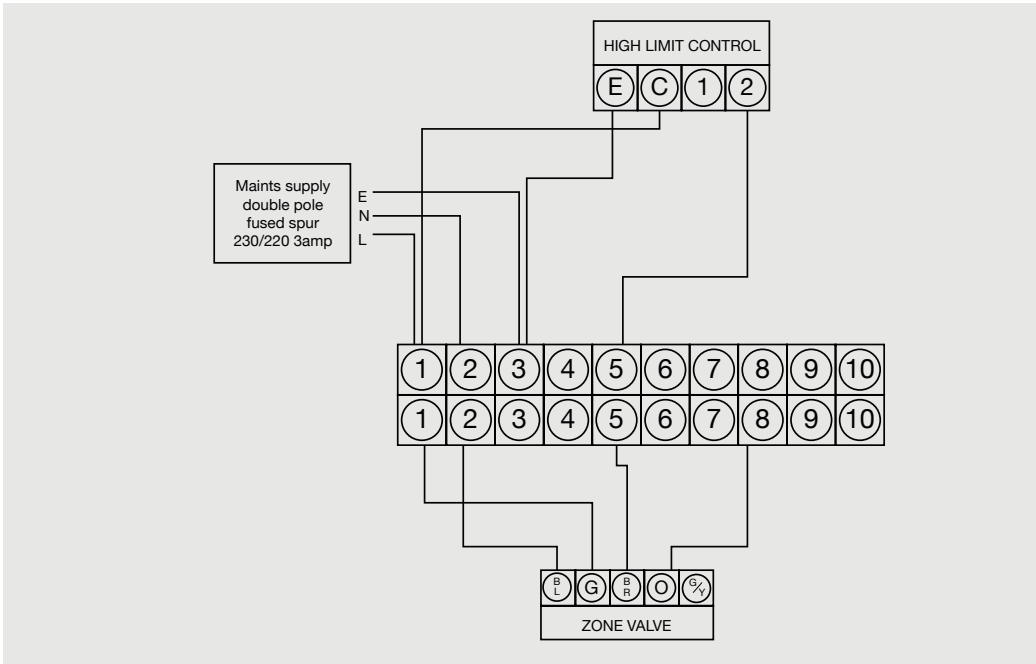 HIGH LIMIT CONTROL
E C 1 2
Maints supply
double pole
fused spur
230/220 3amp
E
N
L
1 2 3 4 5 6 7 8 9 10
1 2 3 4 5 6 7 8 9 10
BL G BR O G/Y
ZONE VALVE